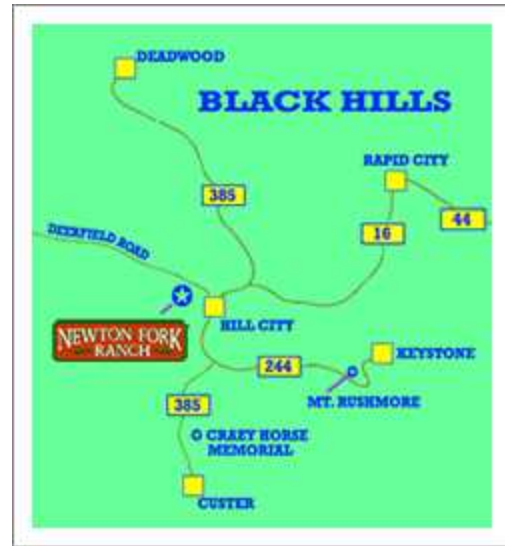 DEADWOOD
BLACK HILLS
RAPID CITY
385
44
16
DEERFIELD ROAD
HILL CITY
NEWTON FORK
RANCH
244
KEYSTONE
MT. RUSHMORE
385
CRAZY HORSE
MEMORIAL
CUSTER